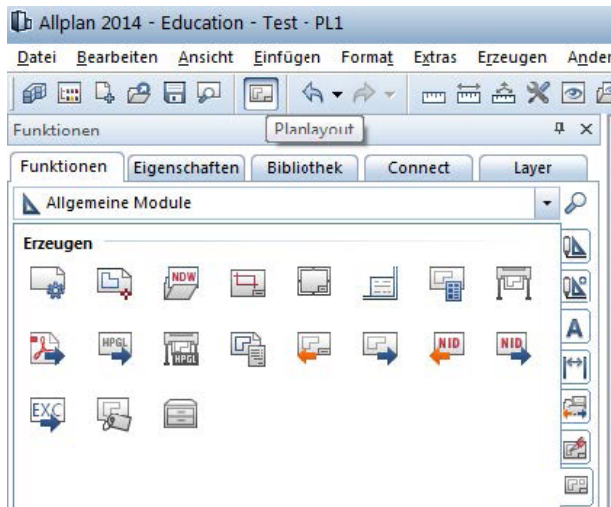 Allplan 2014 - Education - Test - PL1
Datei Bearbeiten Ansicht Einfügen Format Extras Erzeugen Änder
Funktionen Planlayout
Funktionen Eigenschaften Bibliothek Connect Layer
Allgemeine Module
Erzeugen
NDW
HPGL HPGL NID NID
A
EXC